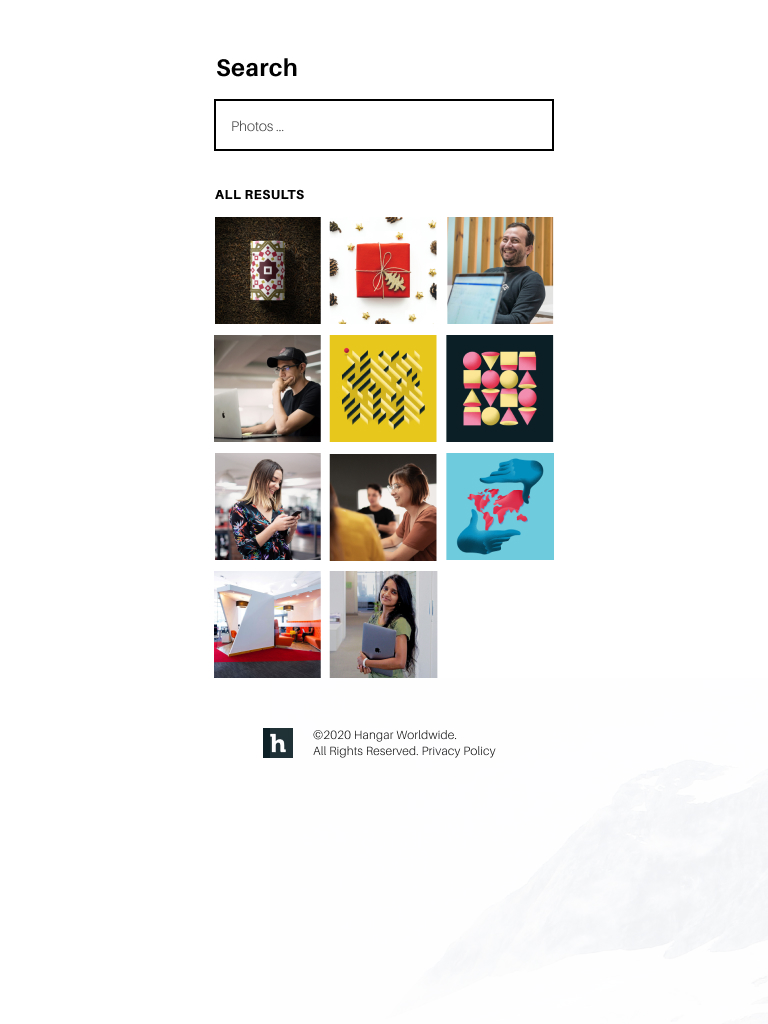 Search
Photos ...
ALL RESULTS
h
©2020 Hangar Worldwide.
All Rights Reserved. Privacy Policy